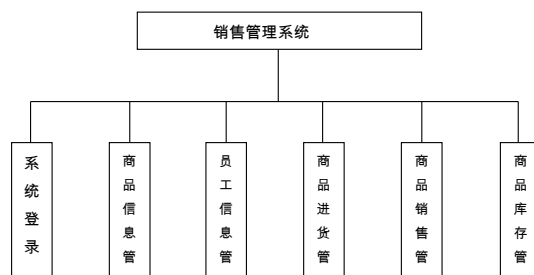 销售管理系统
系统登录
商品信息管
员工信息管
商品进货管
商品销售管
商品库存管